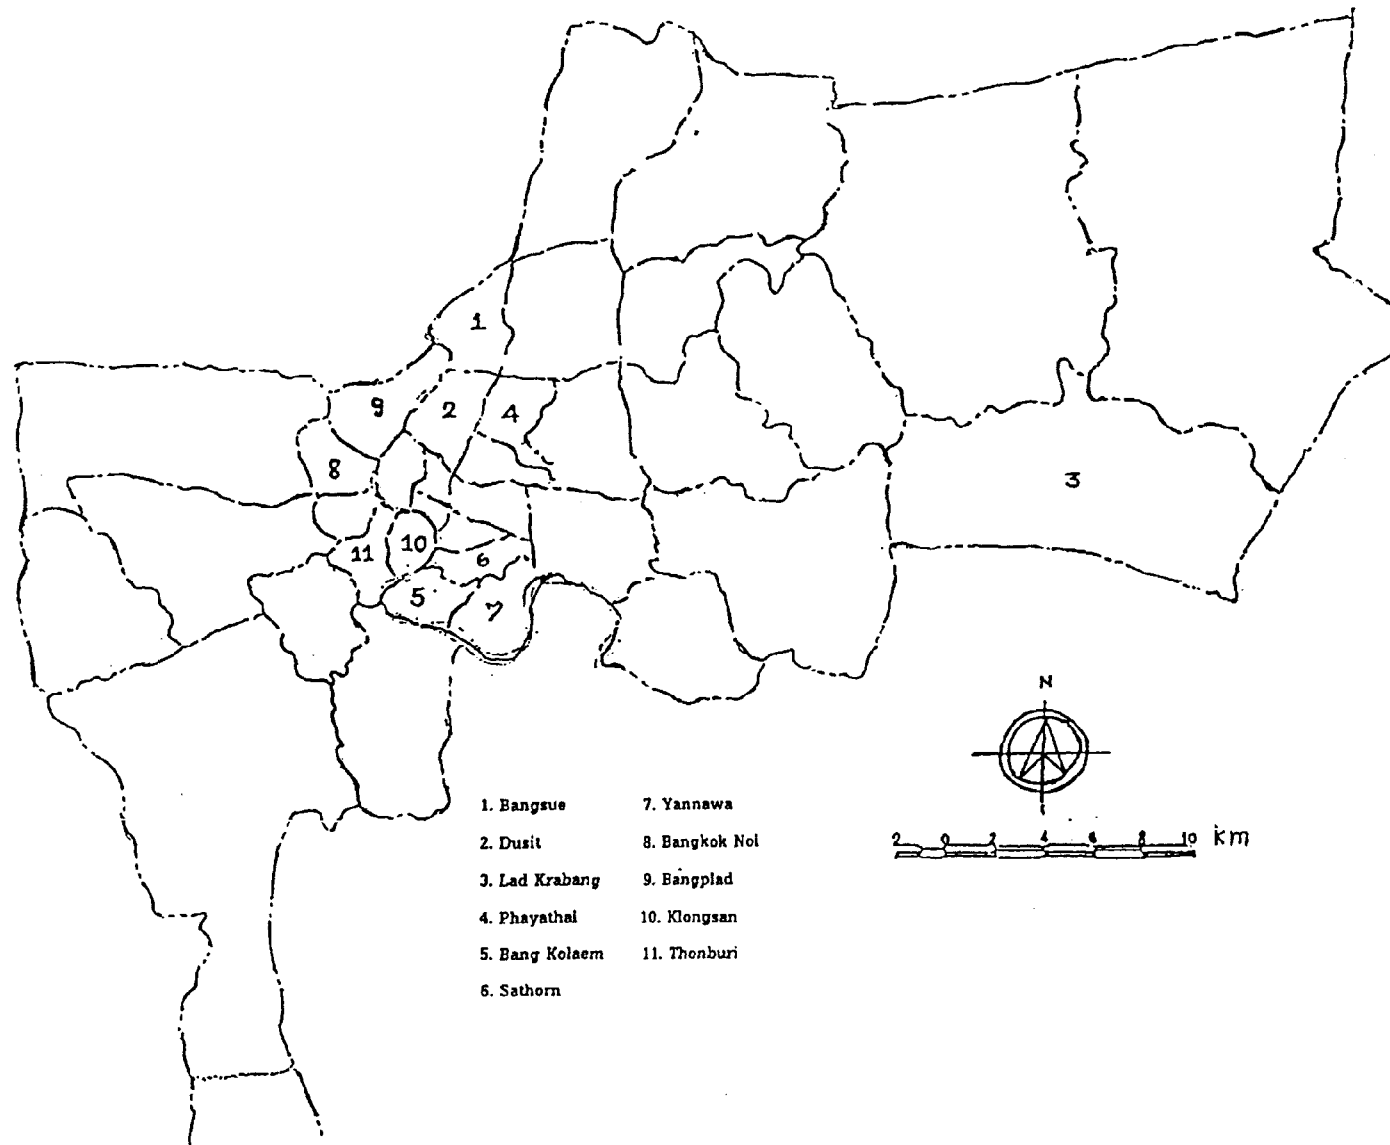 1
9
2
4
8
3
11
10
6
5
7
N
1. Bangsue
2. Dusit
3. Lad Krabang
4. Phayathai
5. Bang Kolaem
6. Sathorn
7. Yannawa
8. Bangkok Noi
9. Bangplad
10. Klongsan
11. Thonburi
2 0 2 4 6 8 10 km